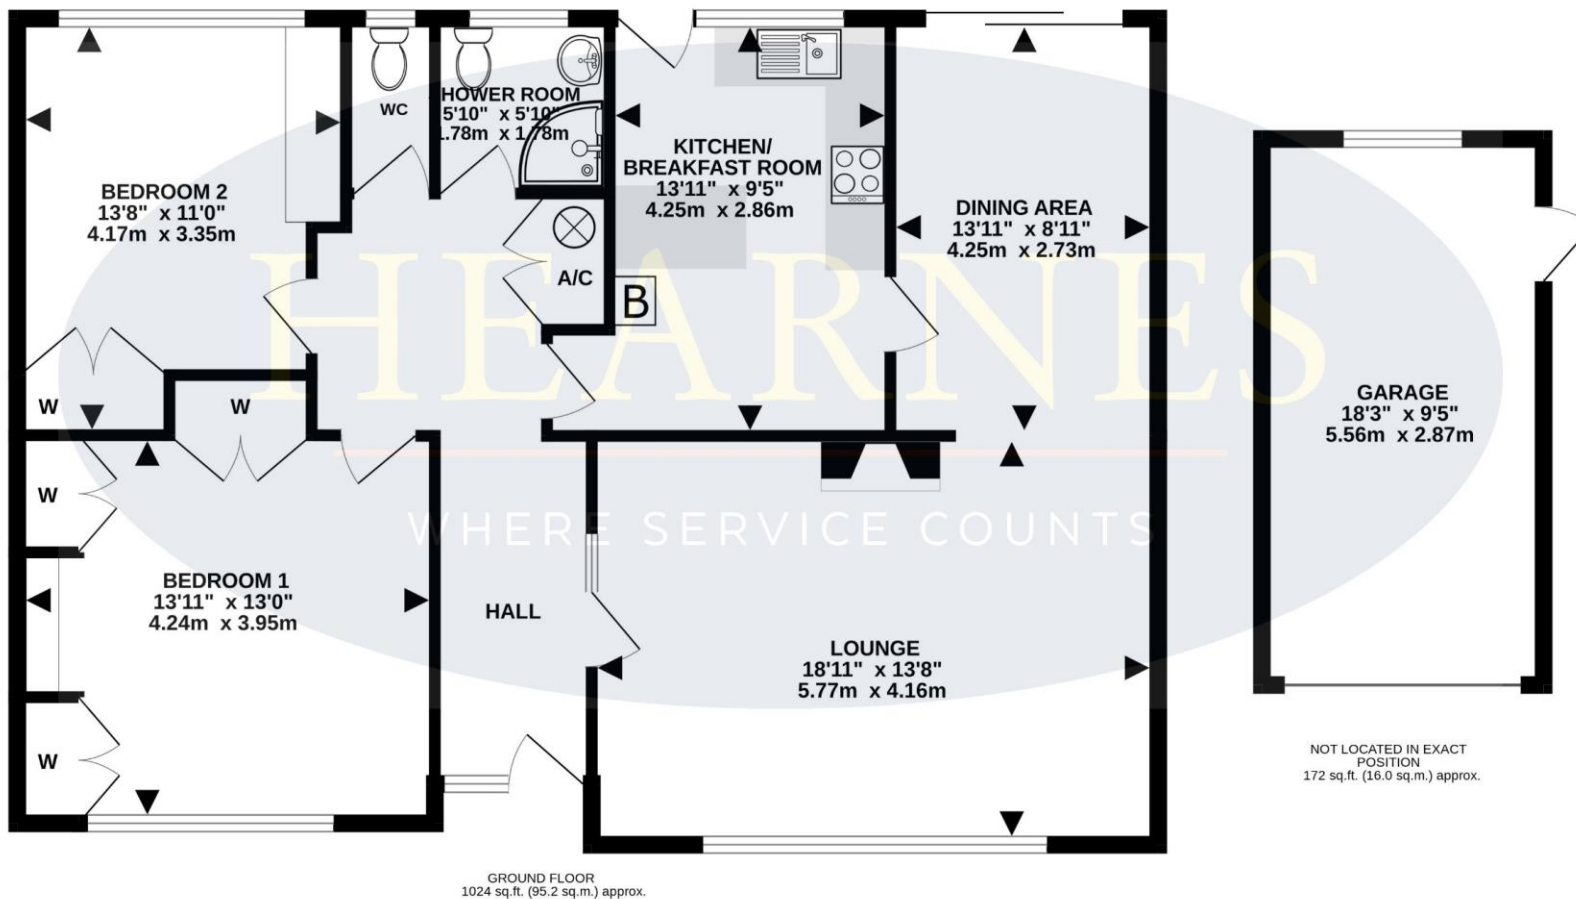 BEDROOM 2
13'8" x 11'0"
4.17m x 3.35m
WC
SHOWER ROOM
5'10" x 5'10"
1.78m x 1.78m
KITCHEN/
BREAKFAST ROOM
13'11" x 9'5"
4.25m x 2.86m
DINING AREA
13'11" x 8'11"
4.25m x 2.73m
A/C
B
HEARNES
WHERE SERVICE COUNTS
W
W
W
W
BEDROOM 1
13'11" x 13'0"
4.24m x 3.95m
HALL
LOUNGE
18'11" x 13'8"
5.77m x 4.16m
GARAGE
18'3" x 9'5"
5.56m x 2.87m
NOT LOCATED IN EXACT
POSITION
172 sq.ft. (16.0 sq.m.) approx.
GROUND FLOOR
1024 sq.ft. (95.2 sq.m.) approx.